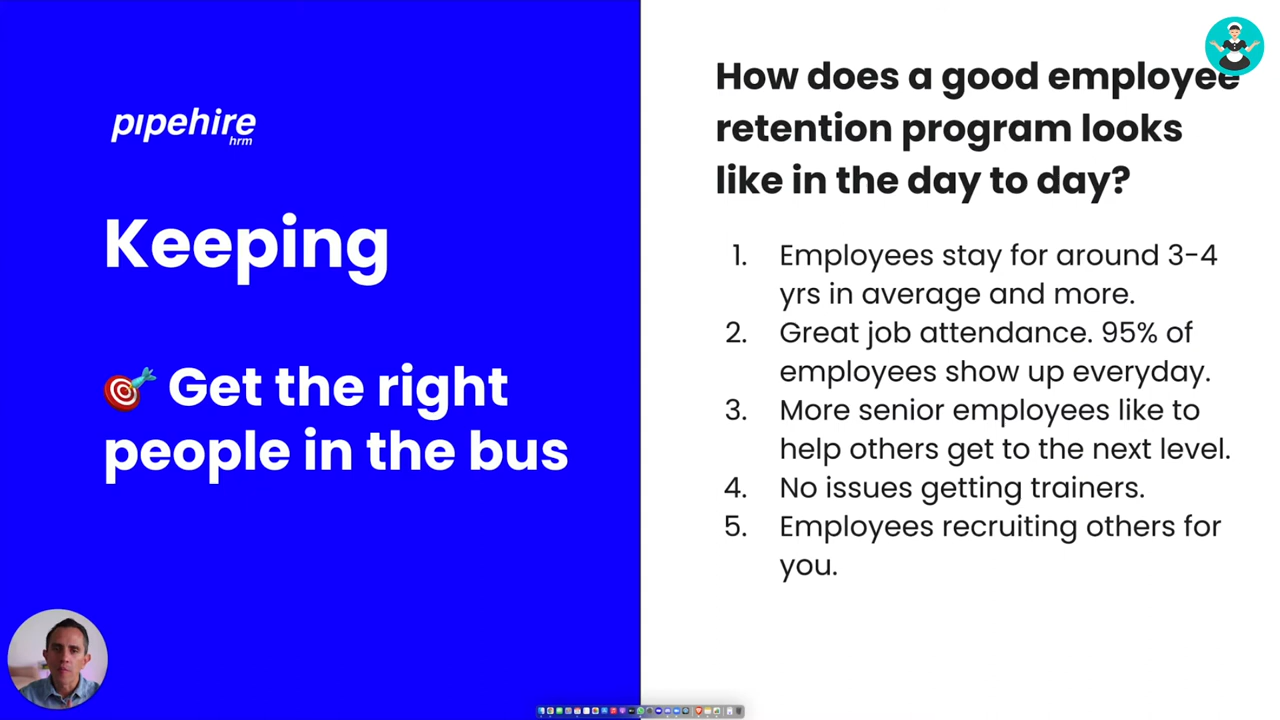 pipehire
hrm
Keeping
🎯 Get the right
people in the bus
How does a good employee
retention program looks
like in the day to day?
1. Employees stay for around 3-4
yrs in average and more.
2. Great job attendance. 95% of
employees show up everyday.
3. More senior employees like to
help others get to the next level.
4. No issues getting trainers.
5. Employees recruiting others for
you.